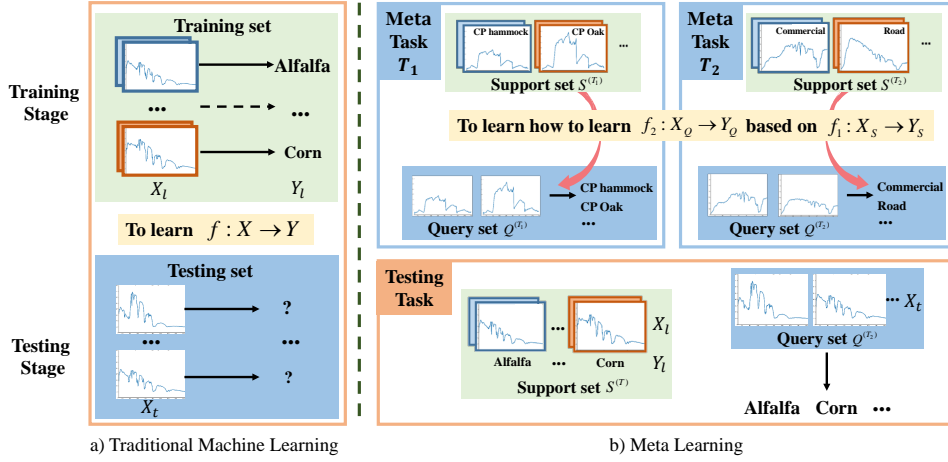 Training set
Training
Stage
Alfalfa
...
...
Corn
X_l
Y_l
To learn f : X → Y
Testing set
Testing
Stage
?
...
...
?
X_t
a) Traditional Machine Learning
Meta
Task
T_1
CP hammock
CP Oak
...
Support set S^(T_1)
Meta
Task
T_2
Commercial
Road
...
Support set S^(T_2)
To learn how to learn f_2 : X_Q → Y_Q based on f_1 : X_S → Y_S
CP hammock
CP Oak
...
Query set Q^(T_1)
Commercial
Road
...
Query set Q^(T_2)
Testing
Task
...
X_l
Alfalfa ... Corn
Y_l
Support set S^(T)
... X_t
Query set Q^(T_2)
Alfalfa Corn ...
b) Meta Learning